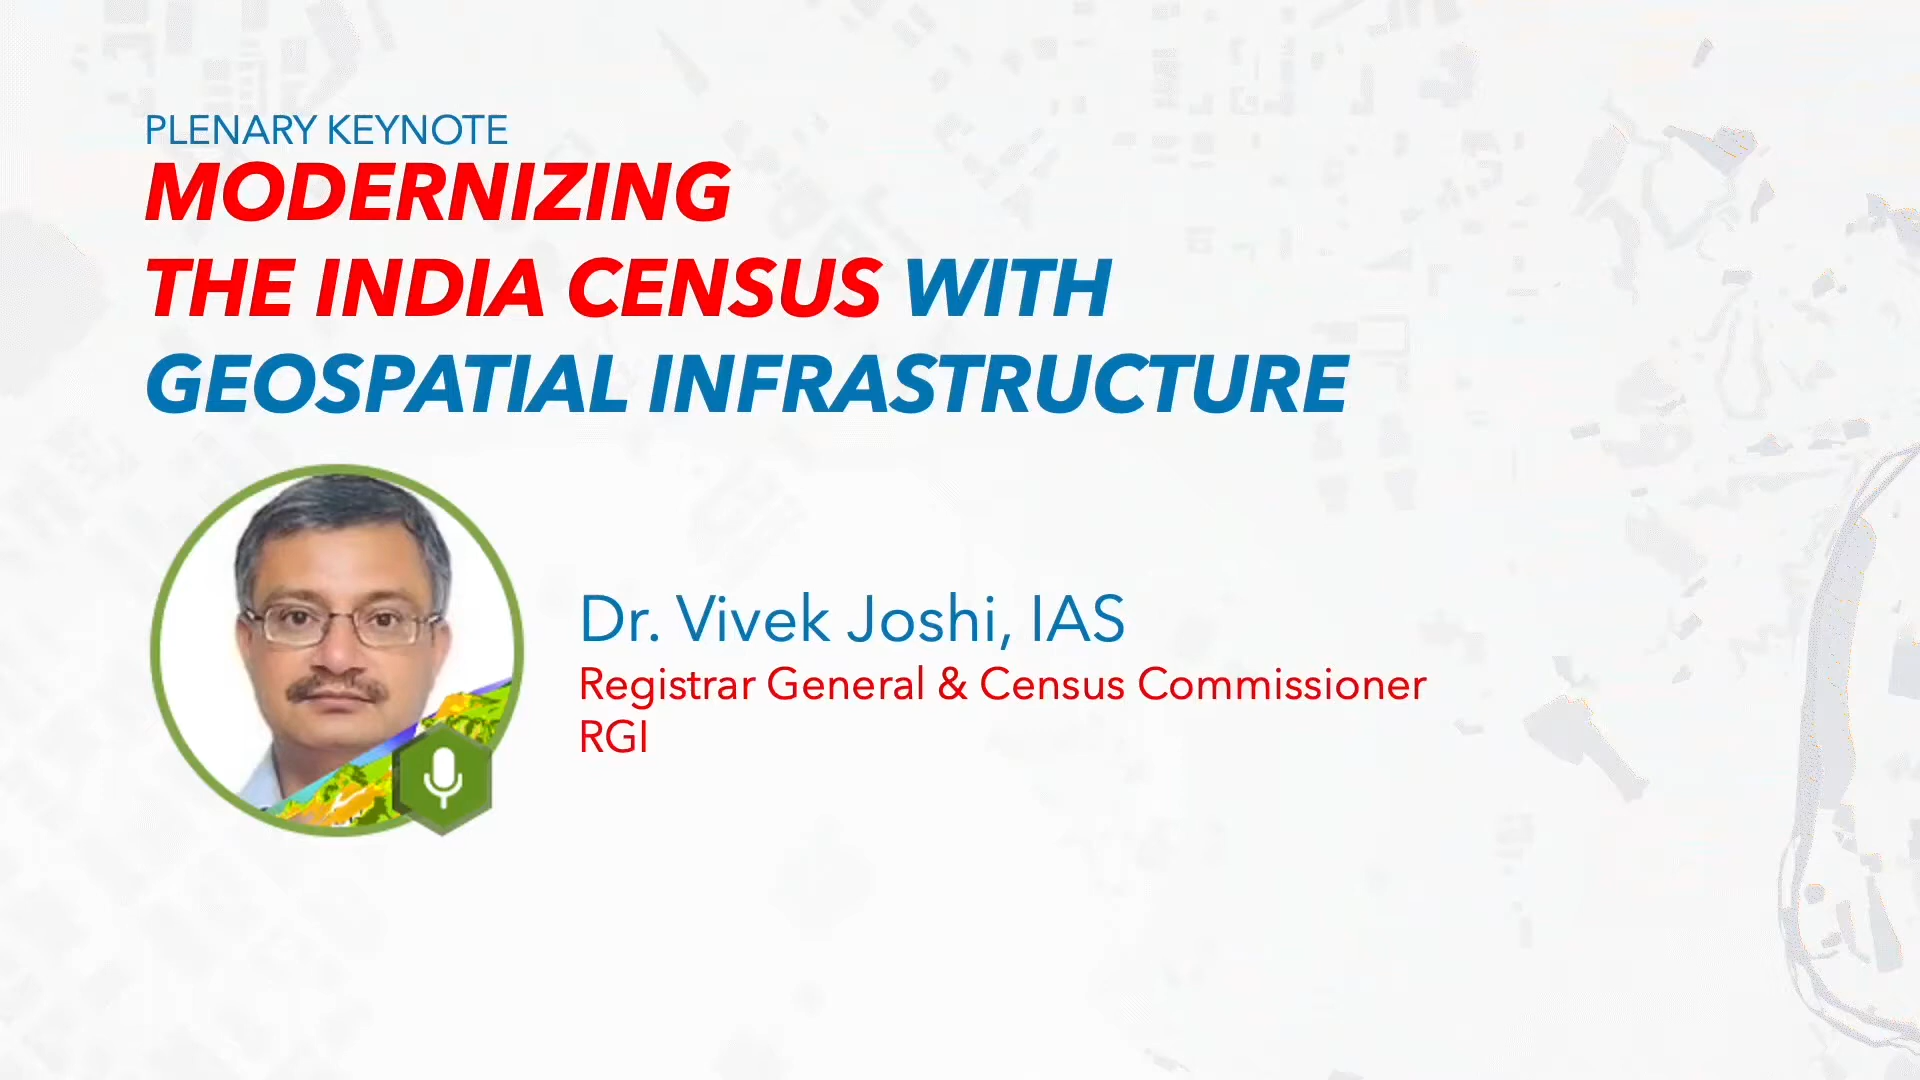 PLENARY KEYNOTE
MODERNIZING
THE INDIA CENSUS WITH
GEOSPATIAL INFRASTRUCTURE
Dr. Vivek Joshi, IAS
Registrar General & Census Commissioner
RGI